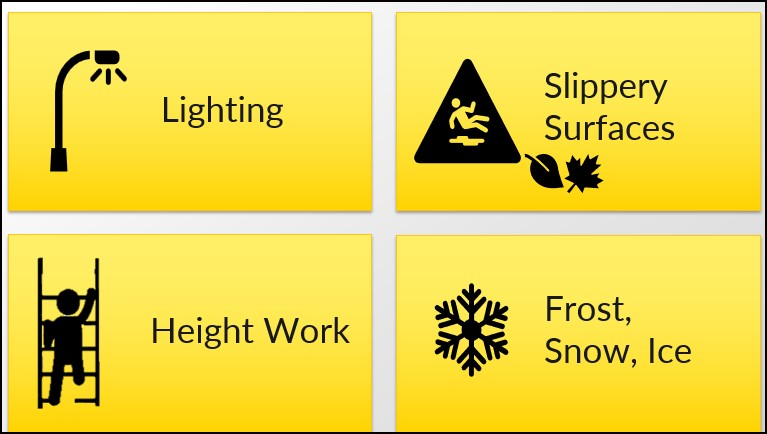 Lighting
Slippery
Surfaces
Height Work
Frost,
Snow, Ice